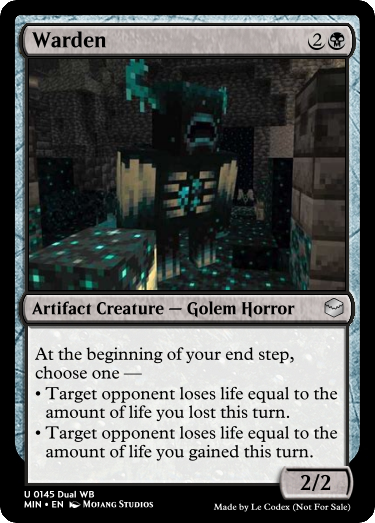 Warden 2
Artifact Creature — Golem Horror
At the beginning of your end step,
choose one —
• Target opponent loses life equal to the
amount of life you lost this turn.
• Target opponent loses life equal to the
amount of life you gained this turn.
2/2
U 0145 Dual WB
MIN • EN Mojang Studios
Made by Le Codex (Not For Sale)